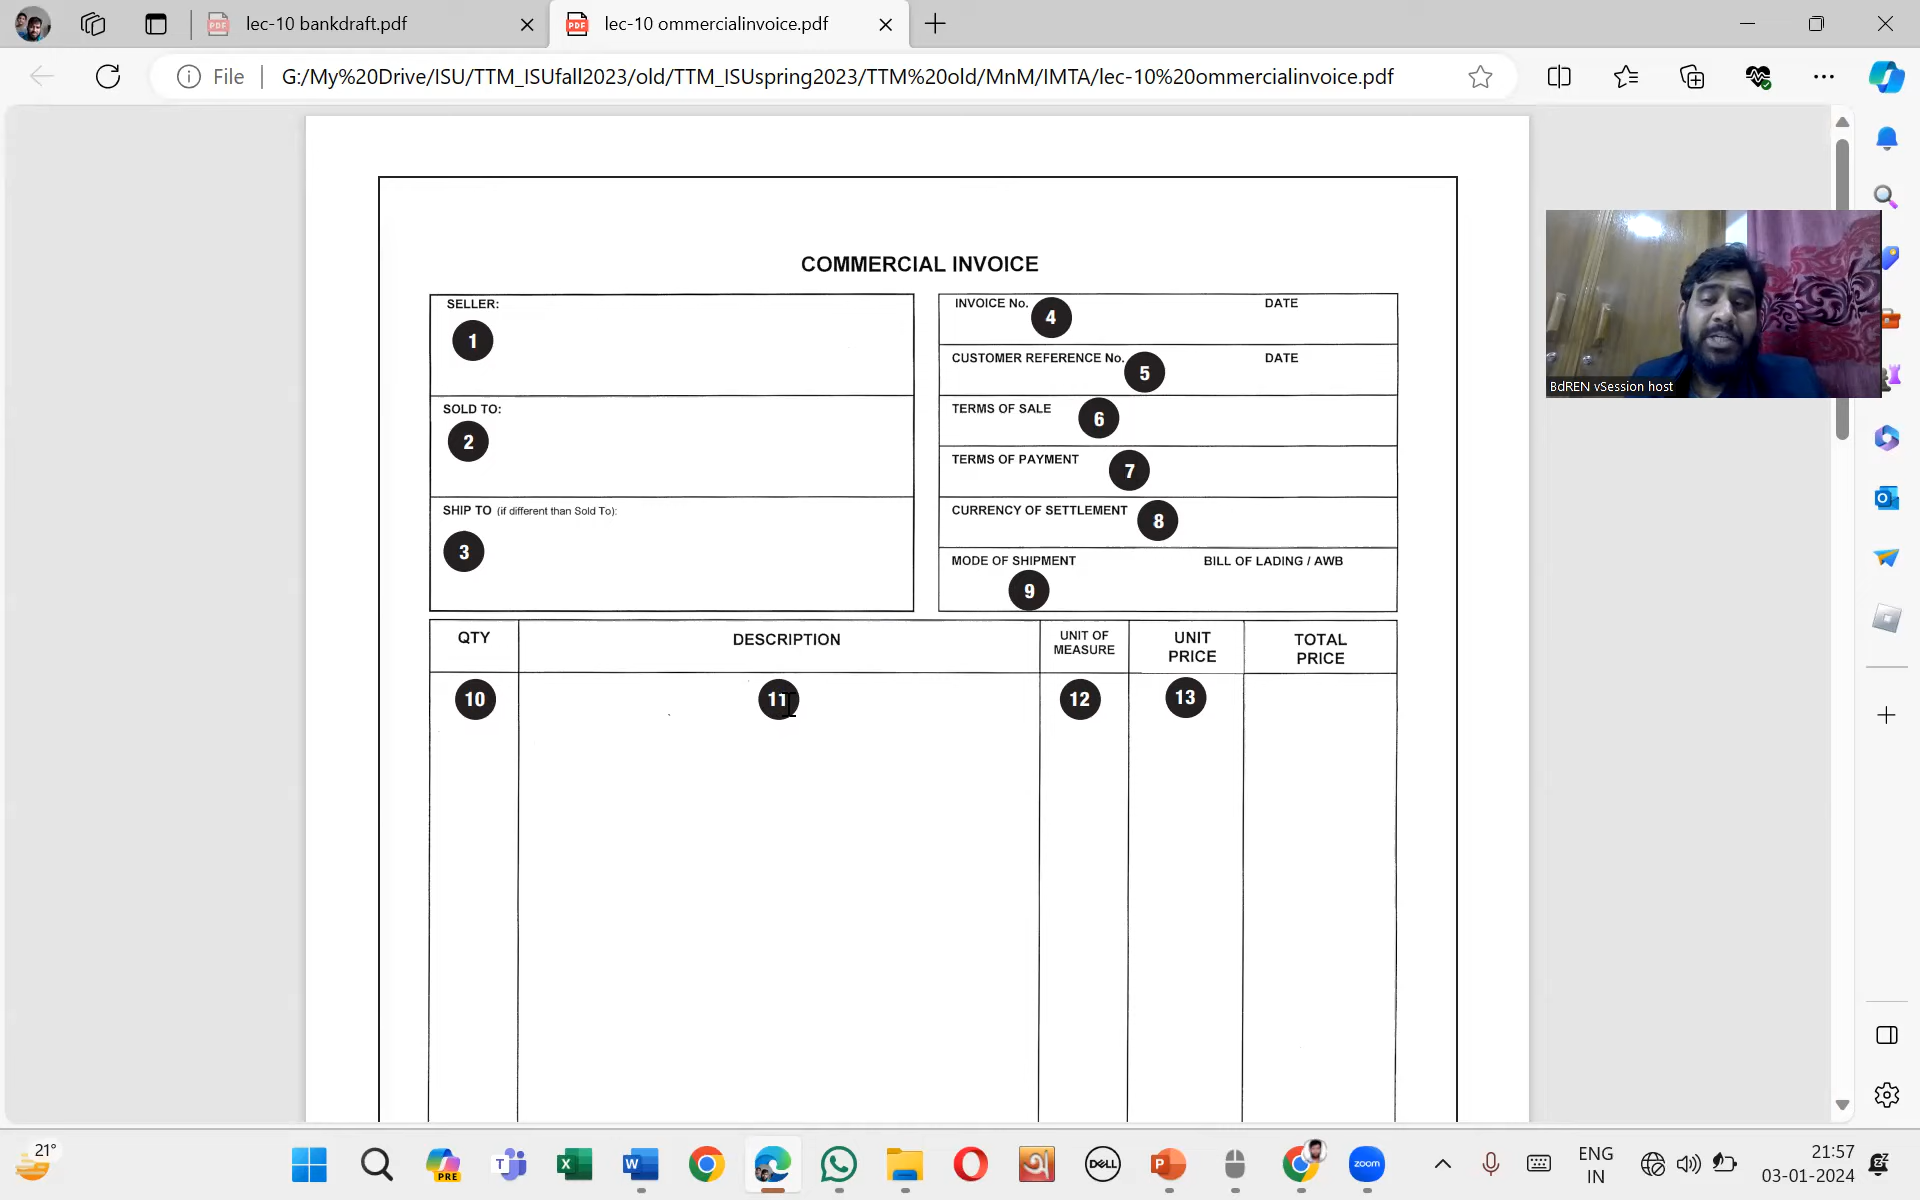 lec-10 bankdraft.pdf
lec-10 ommercialinvoice.pdf
File
G:/My%20Drive/ISU/TTM_ISUfall2023/old/TTM_ISUspring2023/TTM%20old/MnM/IMTA/lec-10%20ommercialinvoice.pdf
COMMERCIAL INVOICE
SELLER:
1
SOLD TO:
2
SHIP TO (if different than Sold To):
3
INVOICE No. 4 DATE
CUSTOMER REFERENCE No. 5 DATE
TERMS OF SALE 6
TERMS OF PAYMENT 7
CURRENCY OF SETTLEMENT 8
MODE OF SHIPMENT BILL OF LADING / AWB
9
QTY DESCRIPTION UNIT OF MEASURE UNIT PRICE TOTAL PRICE
10 11 12 13
BdREN vSession host
21°
PRE
DELL
zoom
ENG
IN
21:57
03-01-2024